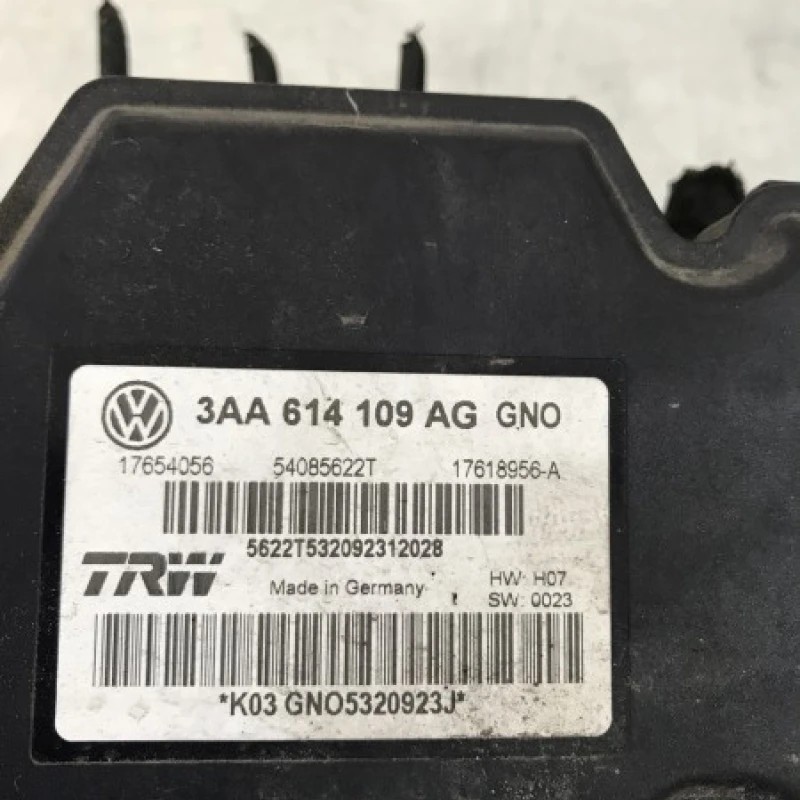 3AA 614 109 AG GNO
17654056 54085622T 17618956-A
5622T532092312028
TRW Made in Germany HW: H07
SW: 0023
*K03 GNO5320923J*